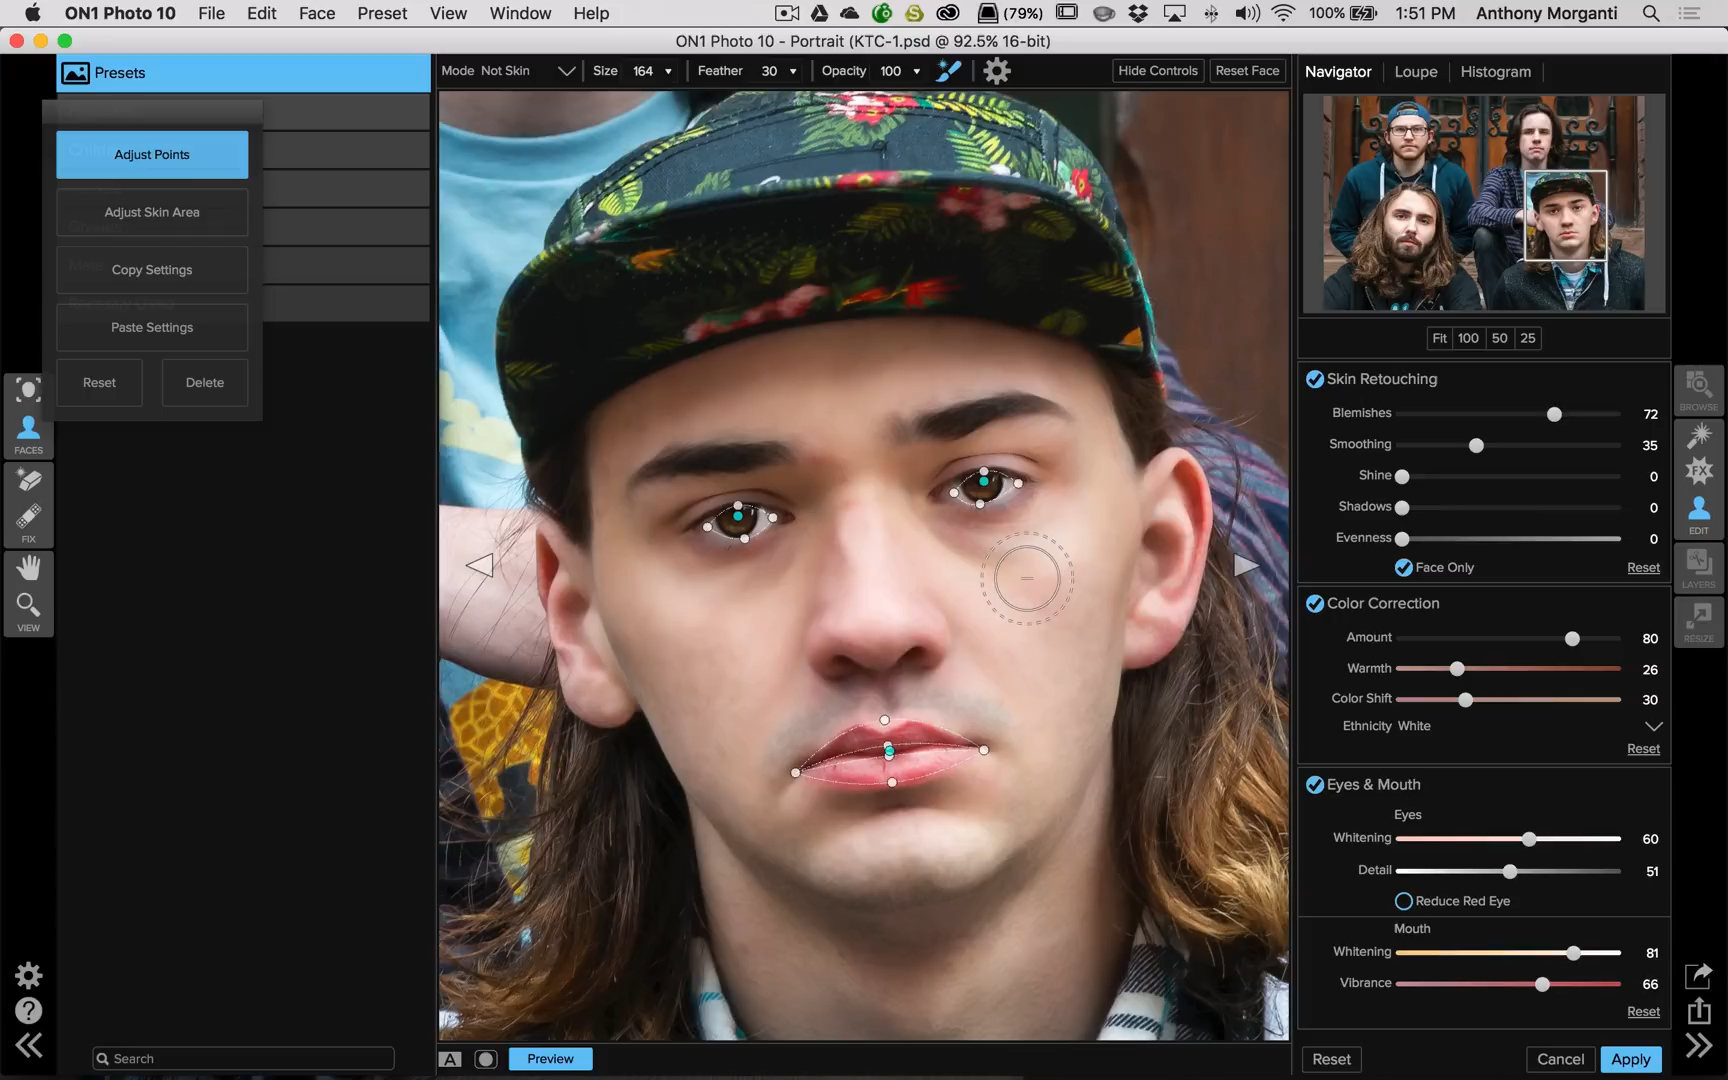 ON1 Photo 10 File Edit Face Preset View Window Help (79%) 100% 1:51 PM Anthony Morganti
ON1 Photo 10 - Portrait (KTC-1.psd @ 92.5% 16-bit)
Presets
Mode Not Skin Size 164 Feather 30 Opacity 100 Hide Controls Reset Face
Navigator Loupe Histogram
Adjust Points
Adjust Skin Area
Copy Settings
Paste Settings
Reset Delete
FACES
FIX
VIEW
Search
A Preview
Fit 100 50 25
Skin Retouching
Blemishes 72
Smoothing 35
Shine 0
Shadows 0
Evenness 0
Face Only Reset
Color Correction
Amount 80
Warmth 26
Color Shift 30
Ethnicity White
Reset
Eyes & Mouth
Eyes
Whitening 60
Detail 51
Reduce Red Eye
Mouth
Whitening 81
Vibrance 66
Reset
Reset Cancel Apply
BROWSE
FX
EDIT
LAYERS
RESIZE